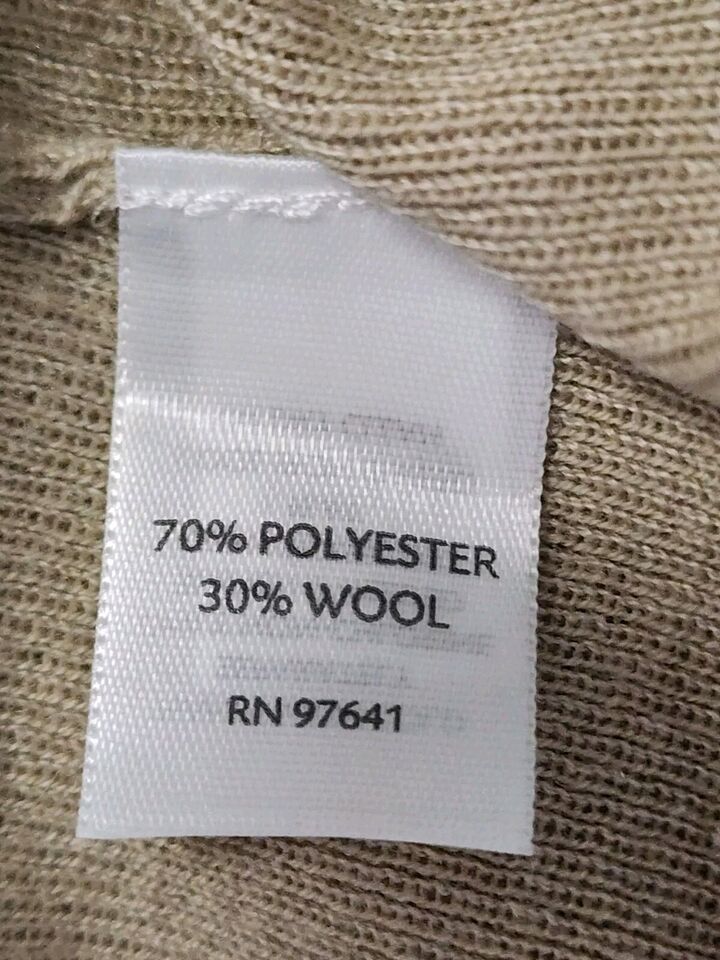 70% POLYESTER
30% WOOL
RN 97641